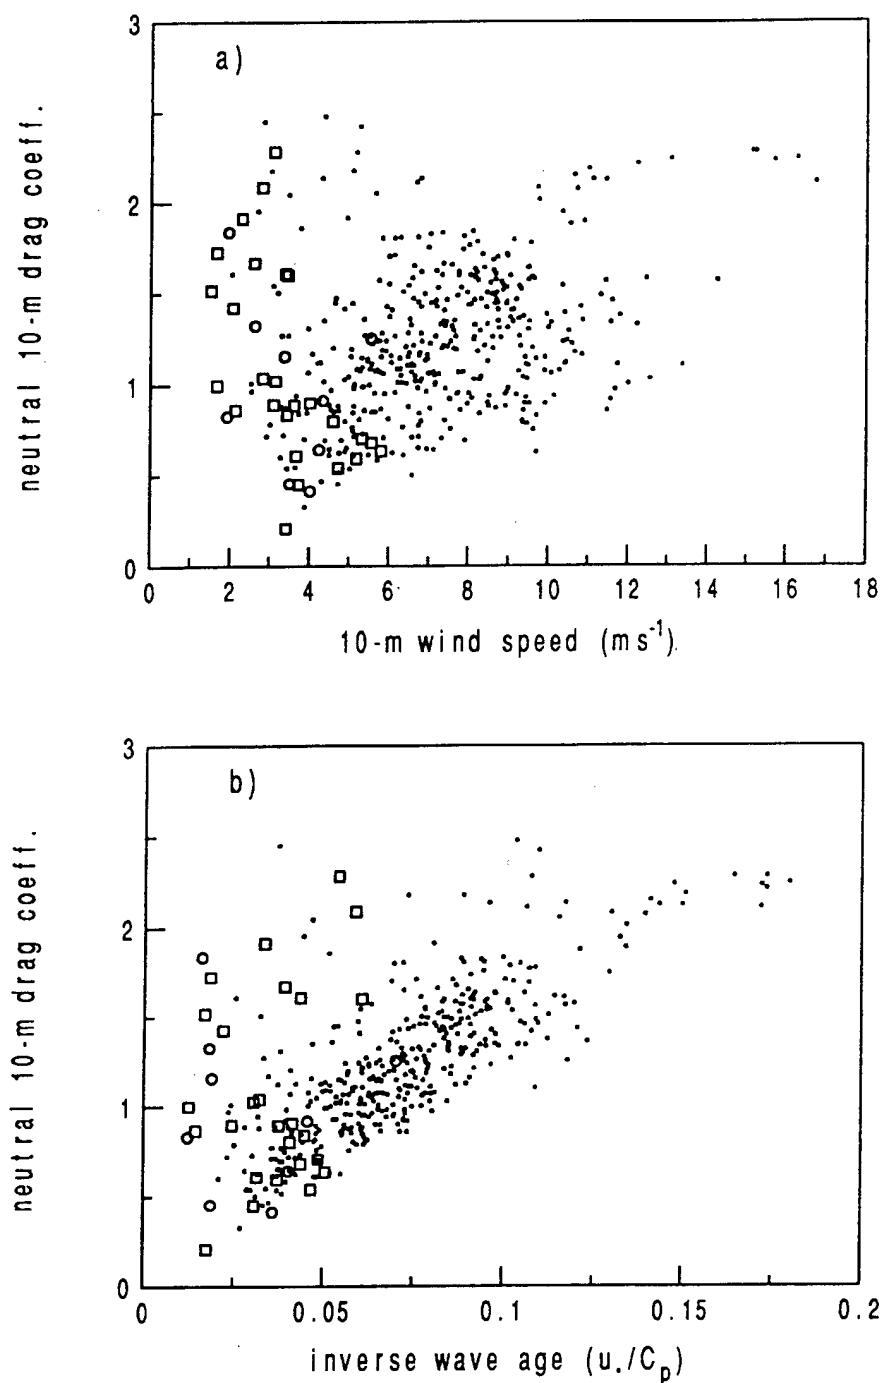 3
a)
2
1
0
neutral 10-m drag coeff.
0 2 4 6 8 10 12 14 16 18
10-m wind speed (ms⁻¹).
3
b)
2
1
0
neutral 10-m drag coeff.
0 0.05 0.1 0.15 0.2
inverse wave age (u./Cₚ)